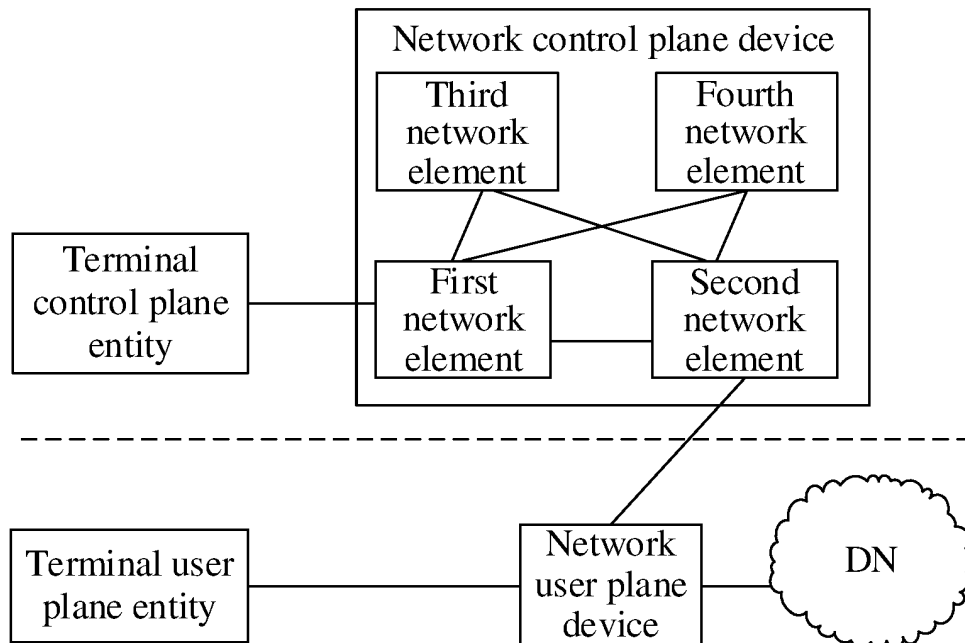 Network control plane device
Third
network
element
Fourth
network
element
Terminal
control plane
entity
First
network
element
Second
network
element
Terminal user
plane entity
Network
user plane
device
DN